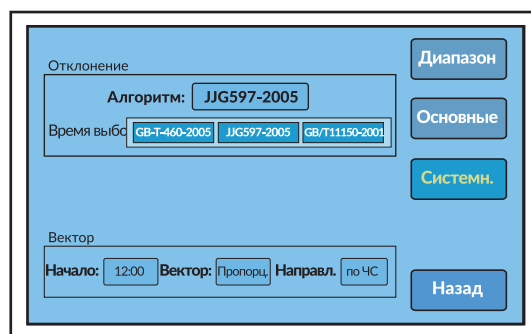 Диапазон
Отклонение
Алгоритм: JJG597-2005
Основные
Время выбо GB-T-460-2005 JJG597-2005 GB/T11150-2001
Системн.
Вектор
Начало: 12:00 Вектор: Пропорц. Направл. по ЧС
Назад